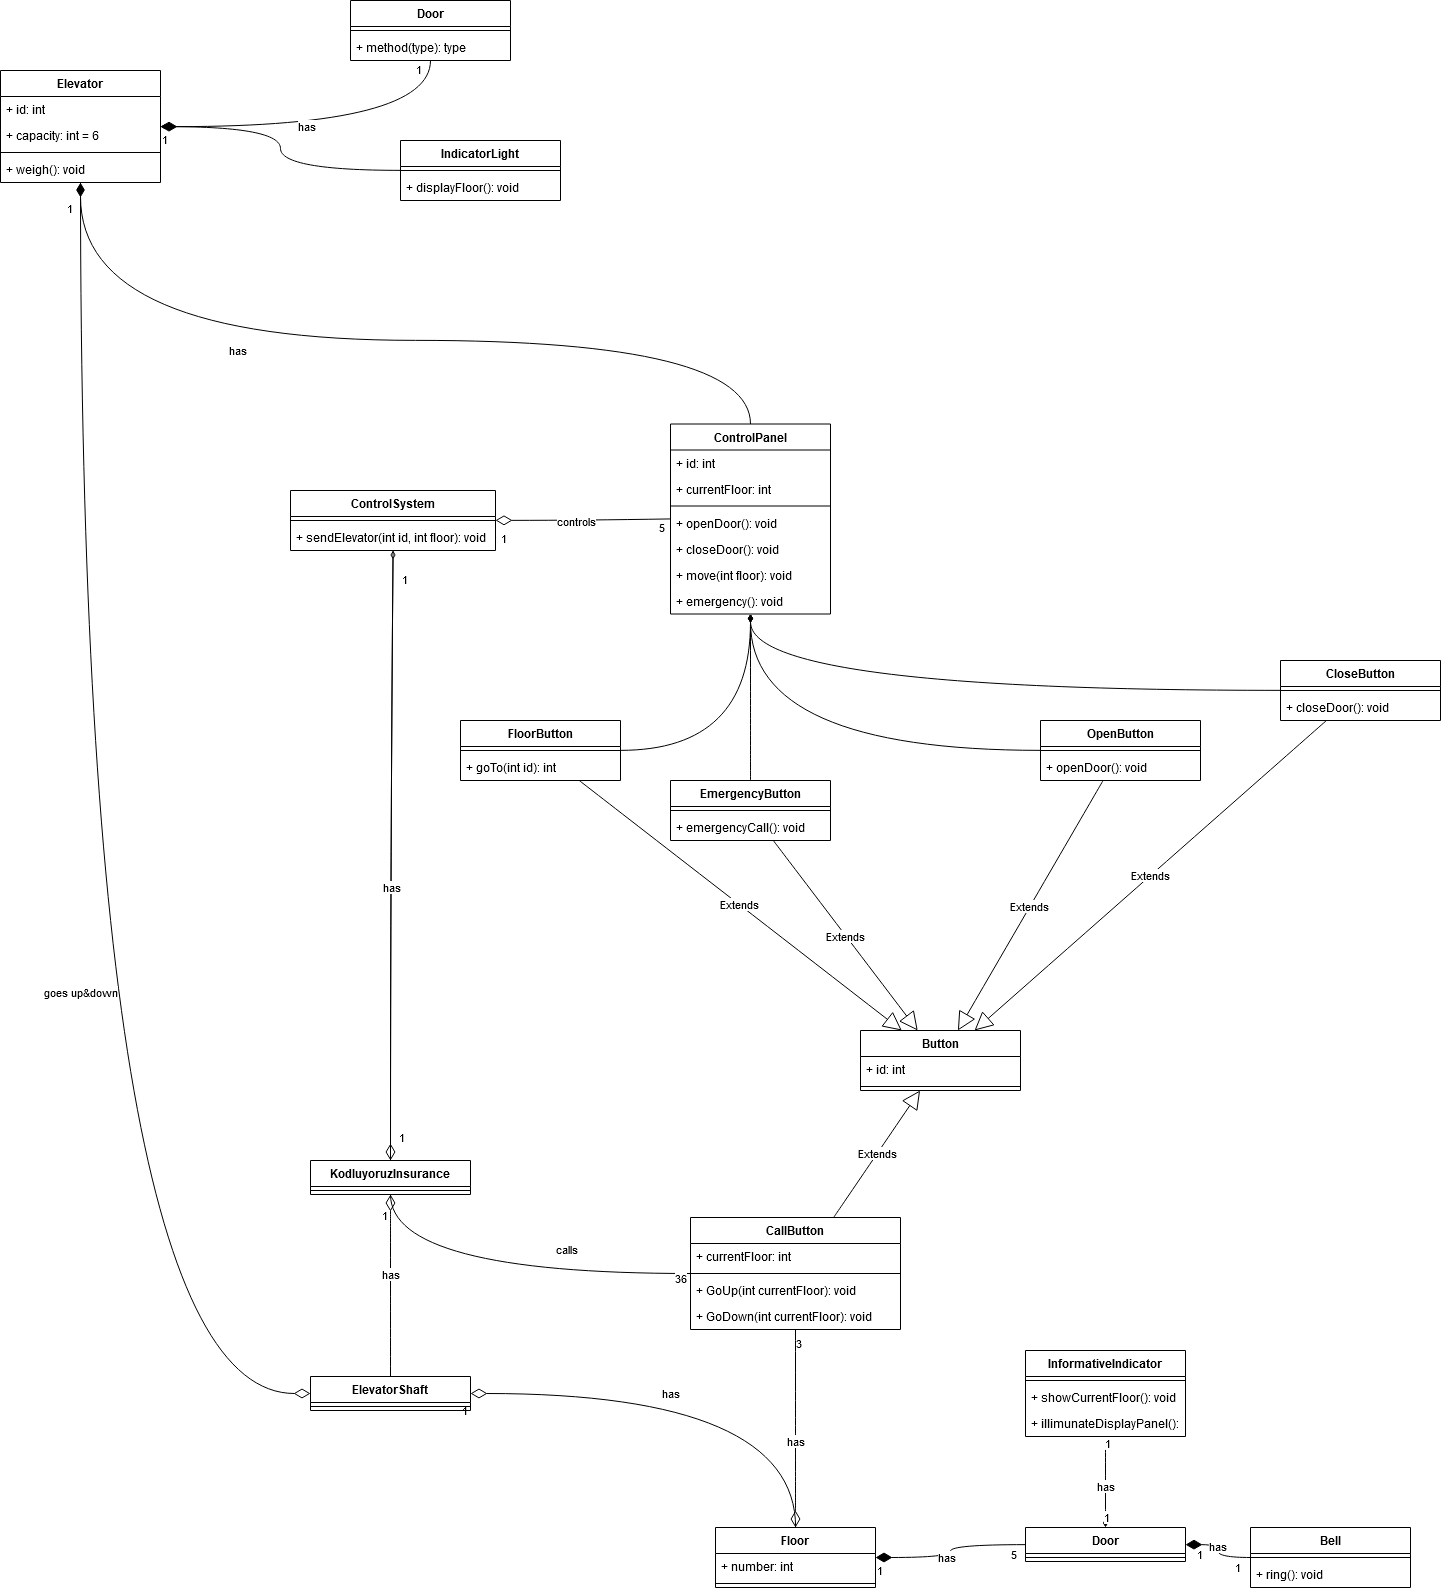 Door
+ method(type): type
1
Elevator
+ id: int
+ capacity: int = 6
+ weigh(): void
1
has
IndicatorLight
+ displayFloor(): void
1
has
ControlPanel
+ id: int
+ currentFloor: int
+ openDoor(): void
+ closeDoor(): void
+ move(int floor): void
+ emergency(): void
ControlSystem
+ sendElevator(int id, int floor): void
1
controls
5
1
CloseButton
+ closeDoor(): void
FloorButton
+ goTo(int id): int
OpenButton
+ openDoor(): void
EmergencyButton
+ emergencyCall(): void
has
Extends
Extends
Extends
Extends
goes up&down
Button
+ id: int
1
KodluyoruzInsurance
1
Extends
calls
36
CallButton
+ currentFloor: int
+ GoUp(int currentFloor): void
+ GoDown(int currentFloor): void
3
has
ElevatorShaft
1
has
InformativeIndicator
+ showCurrentFloor(): void
+ illimunateDisplayPanel():
1
has
has
1
Floor
+ number: int
1
has
5
Door
1
has
1
Bell
+ ring(): void